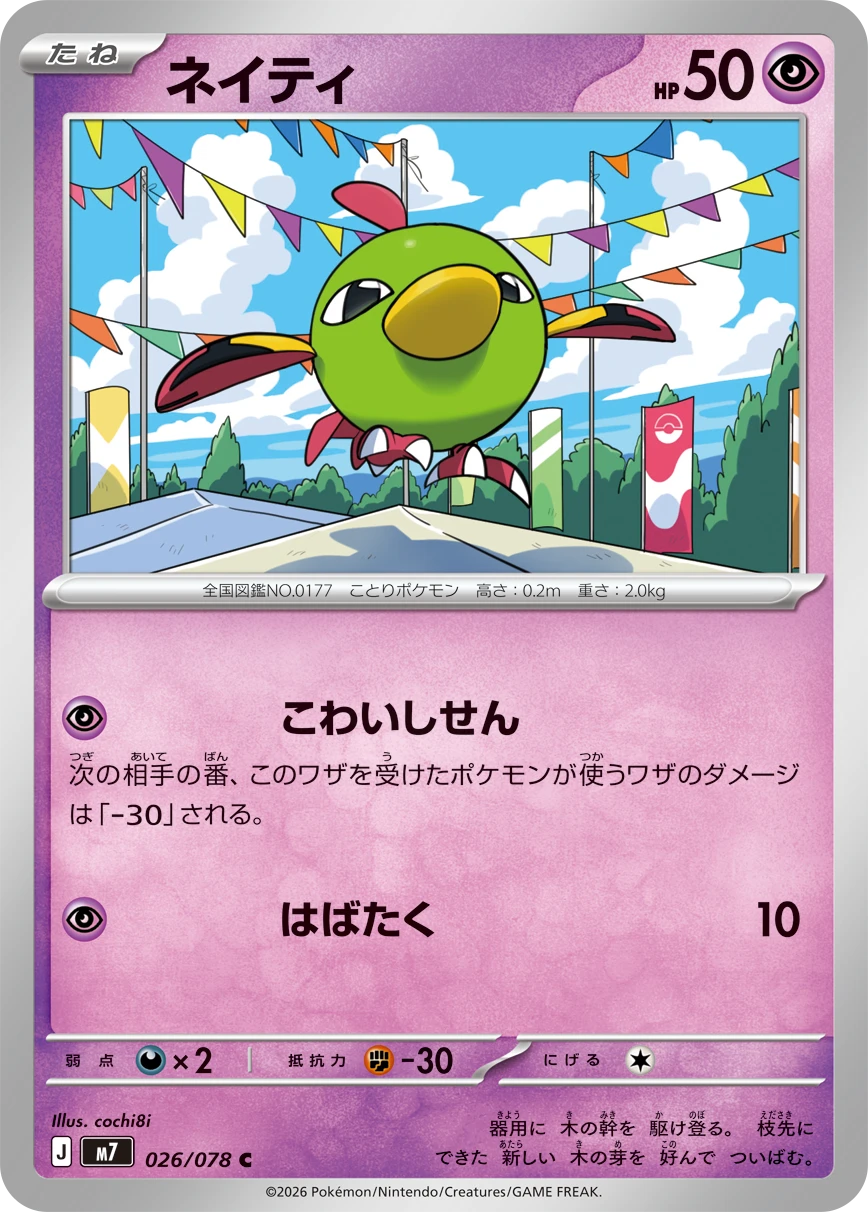 たね
ネイティ
HP50
全国図鑑NO.0177 ことりポケモン 高さ:0.2m 重さ:2.0kg
こわいしせん
次の相手の番、このワザを受けたポケモンが使うワザのダメージ
は「-30」される。
はばたく 10
弱点 ×2 抵抗力 -30 にげる
Illus. cochi8i
器用に 木の幹を 駆け登る。 枝先に
できた 新しい 木の芽を 好んで ついばむ。
J m7 026/078 C
©2026 Pokémon/Nintendo/Creatures/GAME FREAK.